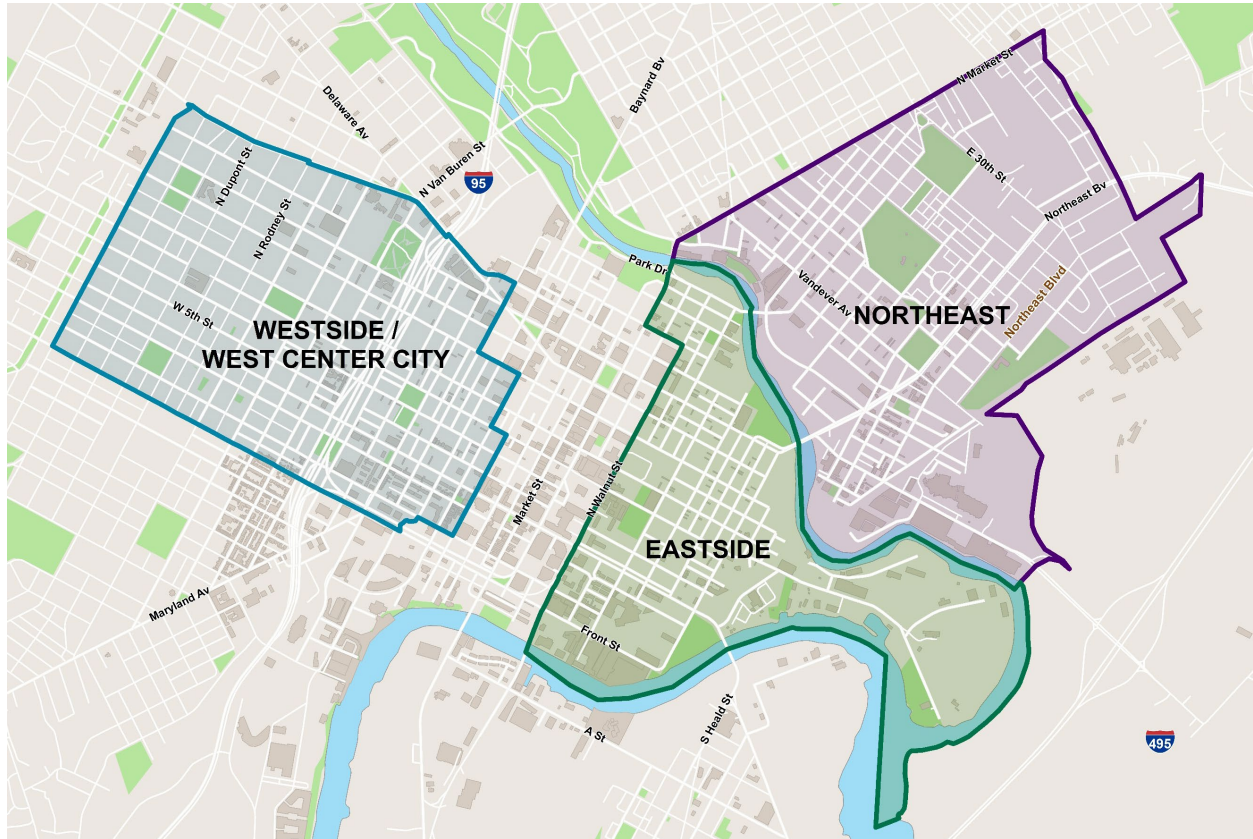 N Market St
Baynard Bv
Delaware Av
E 30th St
N Van Buren St
N Dupont St
95
Northeast Bv
N Rodney St
Park Dr
Vandever Av
Northeast Blvd
W 5th St
NORTHEAST
WESTSIDE /
WEST CENTER CITY
N Walnut St
Market St
EASTSIDE
Maryland Av
Front St
S Heald St
A St
495